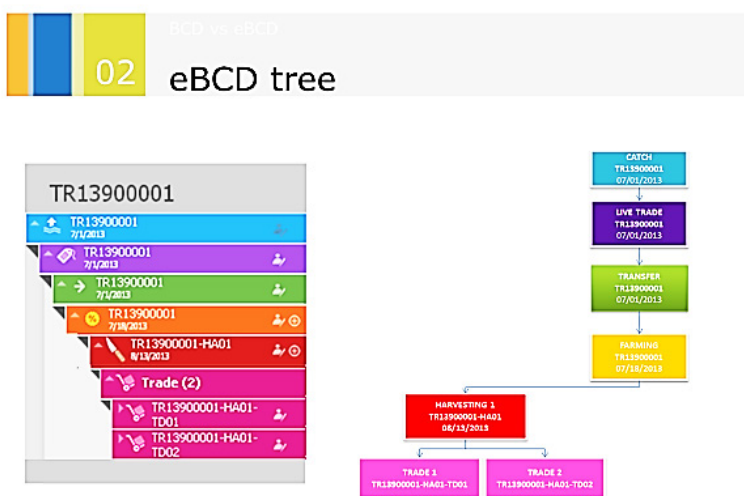 BCD vs eBCD
02
eBCD tree
TR13900001
TR13900001
7/1/2013
TR13900001
7/1/2013
TR13900001
7/1/2013
TR13900001
7/18/2013
TR13900001-HA01
8/13/2013
Trade (2)
TR13900001-HA01-
TD01
TR13900001-HA01-
TD02
CATCH
TR13900001
07/01/2013
LIVE TRADE
TR13900001
07/01/2013
TRANSFER
TR13900001
07/01/2013
FARMING
TR13900001
07/18/2013
HARVESTING 1
TR13900001-HA01
08/13/2013
TRADE 1
TR13900001-HA01-TD01
TRADE 2
TR13900001-HA01-TD02